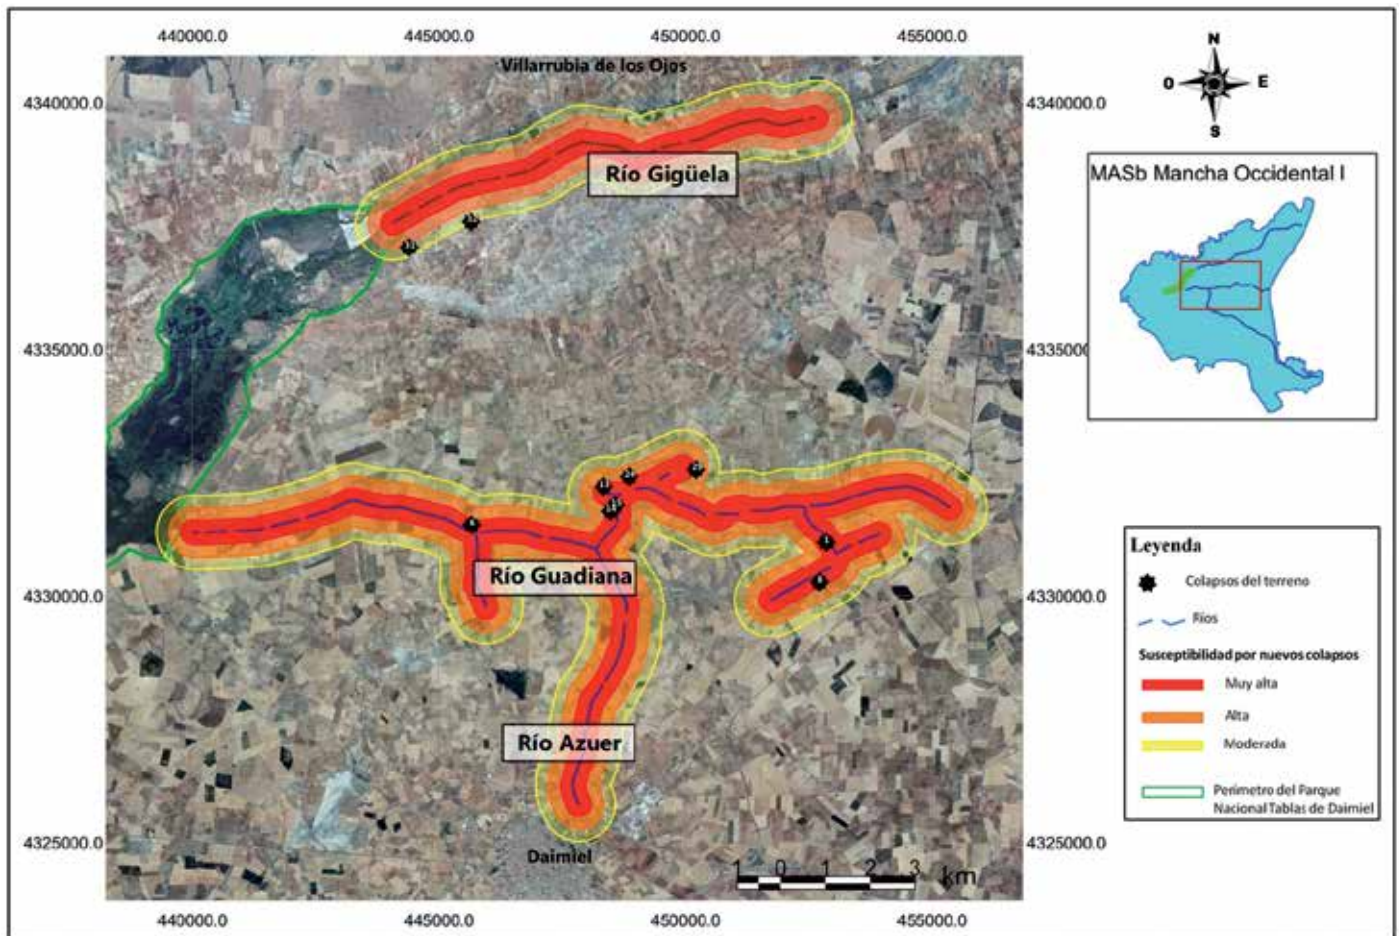 440000.0 445000.0 450000.0 455000.0
Villarrubia de los Ojos
4340000.0 4340000.0
Río Gigüela
4335000.0 4335000.0
Río Guadiana
4330000.0 4330000.0
Río Azuer
4325000.0 4325000.0
Daimiel
1 0 1 2 3 km
440000.0 445000.0 450000.0 455000.0
N
O E
S
MASb Mancha Occidental I
Leyenda
Colapsos del terreno
Ríos
Susceptibilidad por nuevos colapsos
Muy alta
Alta
Moderada
Perímetro del Parque
Nacional Tablas de Daimiel